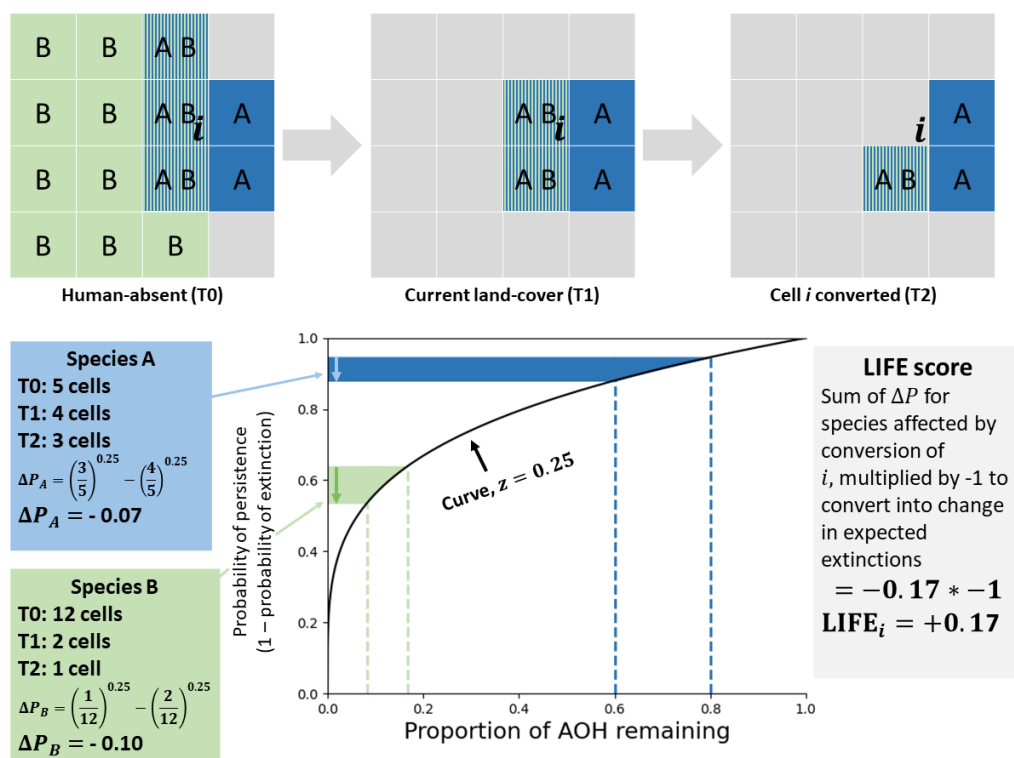 B B A B
B B A B i A
B B A B A
B B B
Human-absent (T0)
A B i A
A B A
Current land-cover (T1)
i A
A B A
Cell i converted (T2)
Species A
T0: 5 cells
T1: 4 cells
T2: 3 cells
ΔP_A = (3/5)^0.25 − (4/5)^0.25
ΔP_A = - 0.07
Species B
T0: 12 cells
T1: 2 cells
T2: 1 cell
ΔP_B = (1/12)^0.25 − (2/12)^0.25
ΔP_B = - 0.10
Probability of persistence
(1 − probability of extinction)
1.0
0.8
0.6
0.4
0.2
0.0
Curve, z = 0.25
0.0 0.2 0.4 0.6 0.8 1.0
Proportion of AOH remaining
LIFE score
Sum of ΔP for
species affected by
conversion of
i, multiplied by -1 to
convert into change
in expected
extinctions
= −0.17 * −1
LIFE_i = +0.17